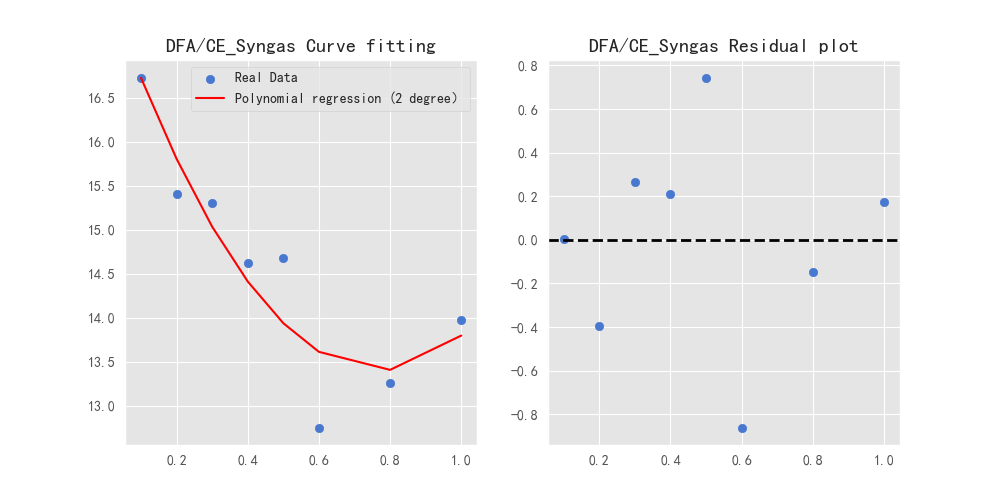 DFA/CE_Syngas Curve fitting
Real Data
Polynomial regression (2 degree)
16.5
16.0
15.5
15.0
14.5
14.0
13.5
13.0
0.2 0.4 0.6 0.8 1.0
DFA/CE_Syngas Residual plot
0.8
0.6
0.4
0.2
0.0
-0.2
-0.4
-0.6
-0.8
0.2 0.4 0.6 0.8 1.0